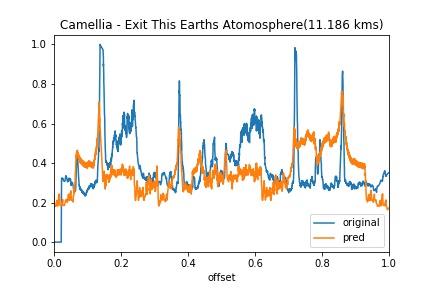 Camellia - Exit This Earths Atomosphere(11.186 kms)
1.0
0.8
0.6
0.4
0.2
0.0
0.0 0.2 0.4 0.6 0.8 1.0
offset
original
pred